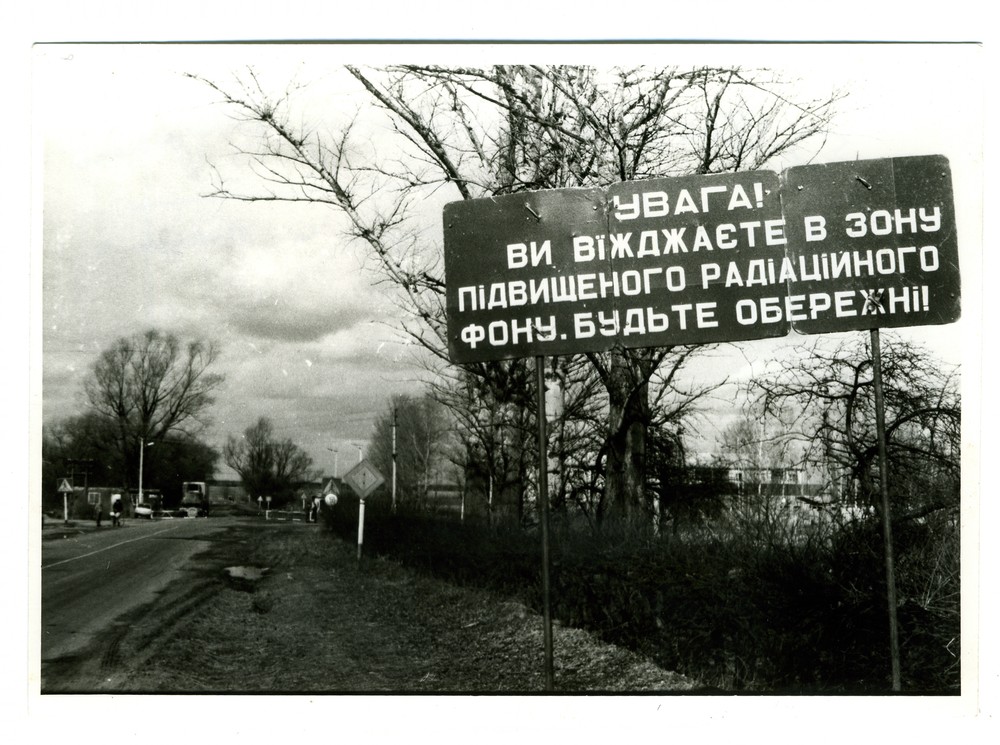 УВАГА!
ВИ ВЇЖДЖАЄТЕ В ЗОНУ
ПІДВИЩЕНОГО РАДІАЦІЙНОГО
ФОНУ. БУДЬТЕ ОБЕРЕЖНІ!